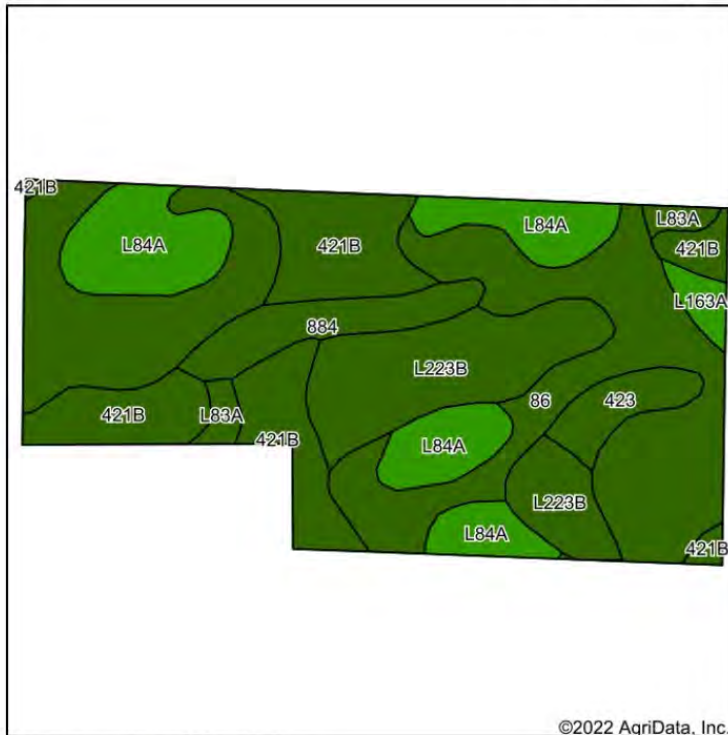 421B
L84A
421B
L84A
L83A
421B
L163A
884
L223B
86
423
421B
L83A
421B
L84A
L223B
L84A
421B
©2022 AgriData, Inc.